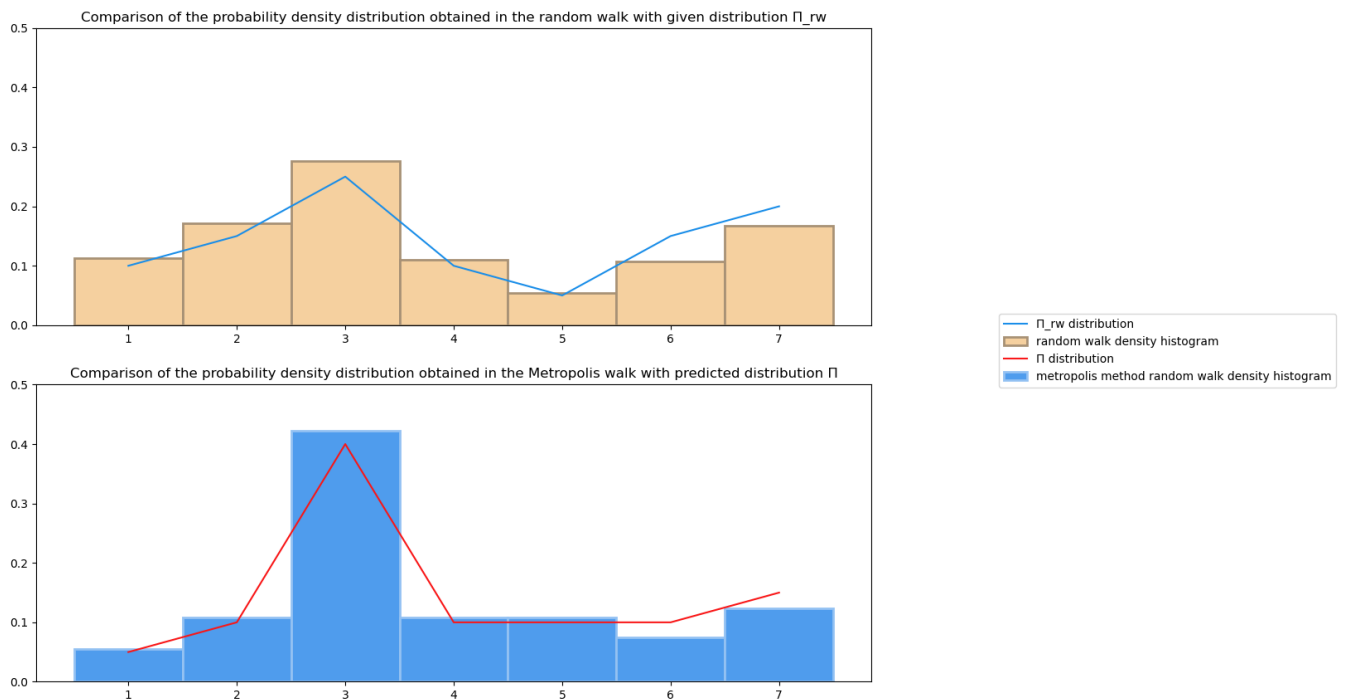 Comparison of the probability density distribution obtained in the random walk with given distribution Π_rw
0.5
0.4
0.3
0.2
0.1
0.0
1 2 3 4 5 6 7
Π_rw distribution
random walk density histogram
Π distribution
metropolis method random walk density histogram
Comparison of the probability density distribution obtained in the Metropolis walk with predicted distribution Π
0.5
0.4
0.3
0.2
0.1
0.0
1 2 3 4 5 6 7